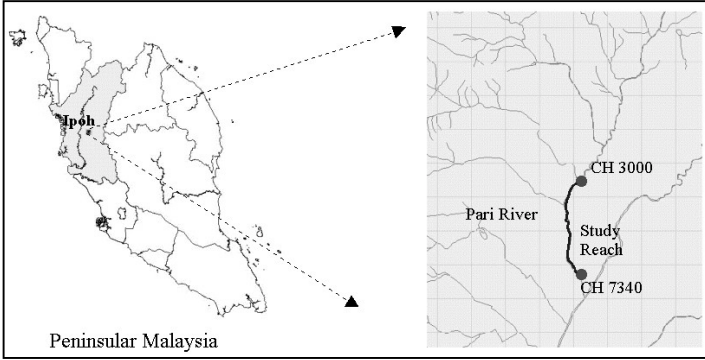 Ipoh
CH 3000
Pari River
Study
Reach
CH 7340
Peninsular Malaysia